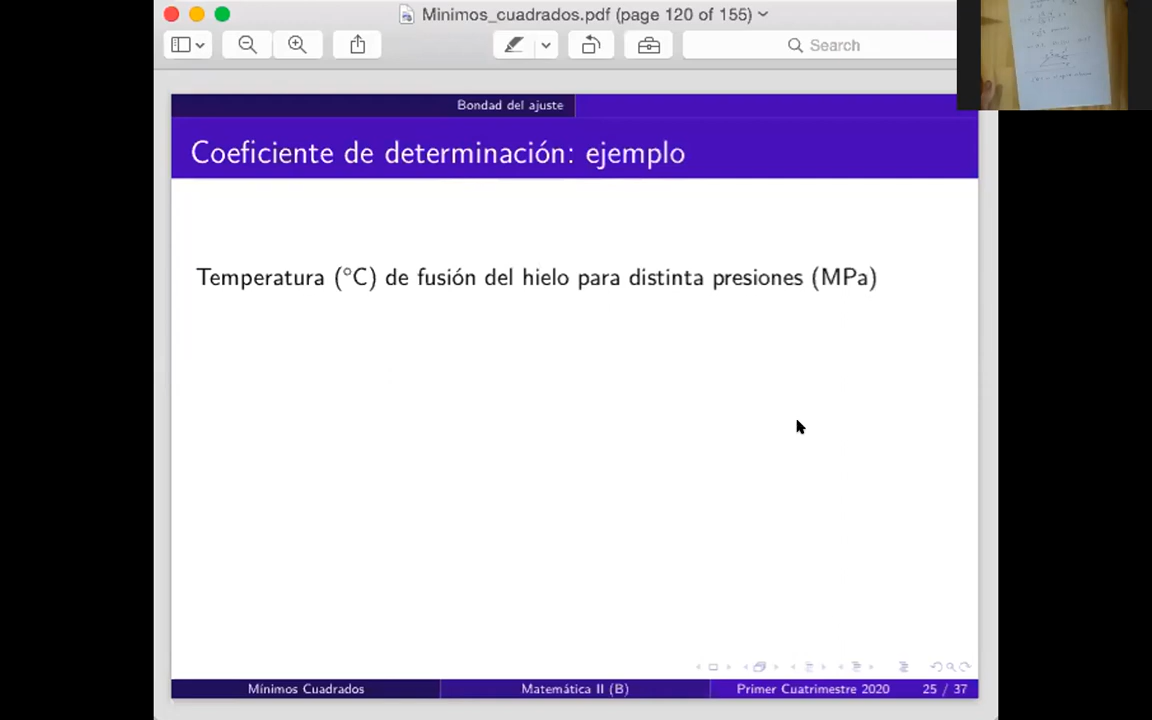 Minimos_cuadrados.pdf (page 120 of 155)
Search
Bondad del ajuste
Coeficiente de determinación: ejemplo
Temperatura (°C) de fusión del hielo para distinta presiones (MPa)
Mínimos Cuadrados Matemática II (B) Primer Cuatrimestre 2020 25 / 37